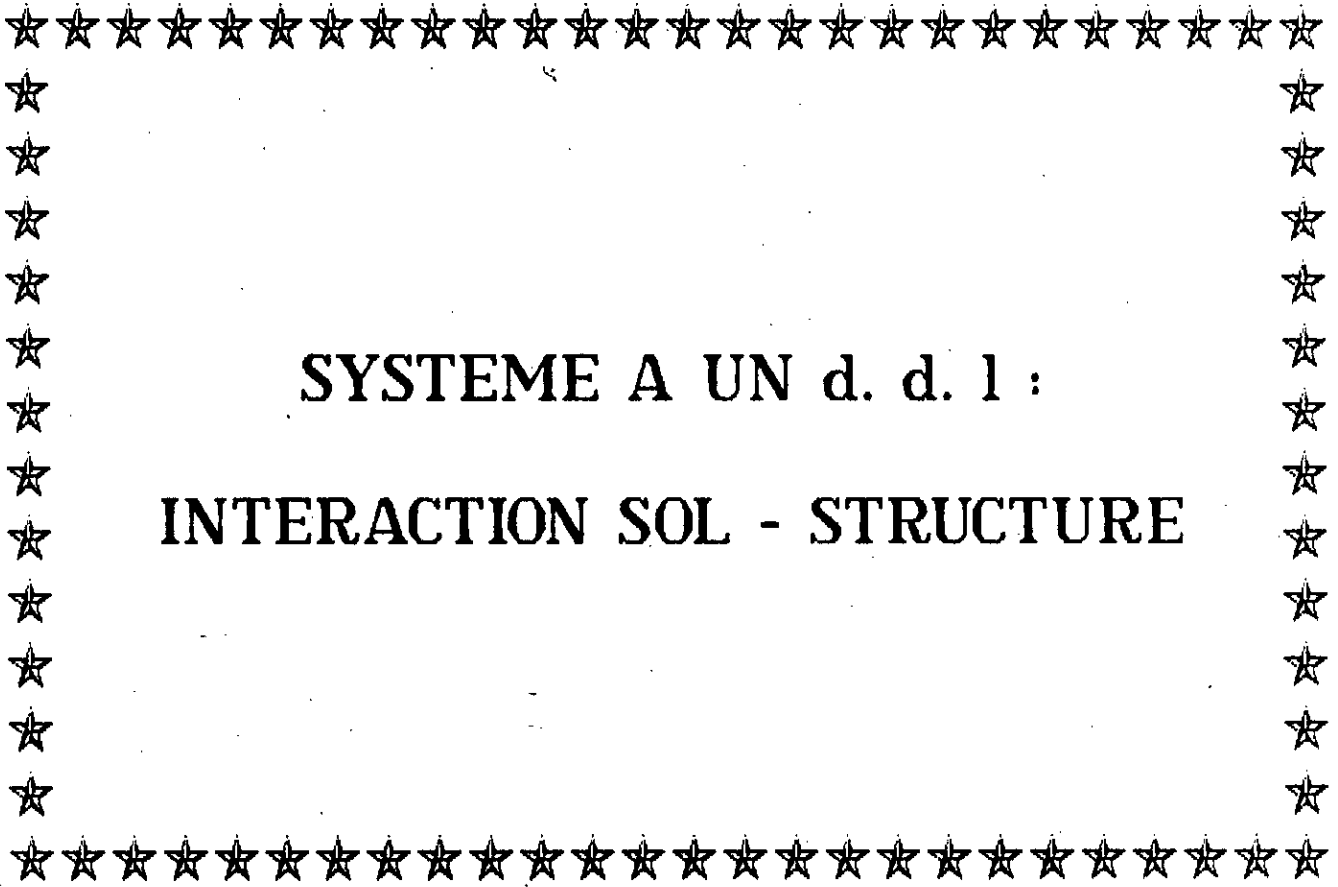 SYSTEME A UN d. d. l :
INTERACTION SOL - STRUCTURE